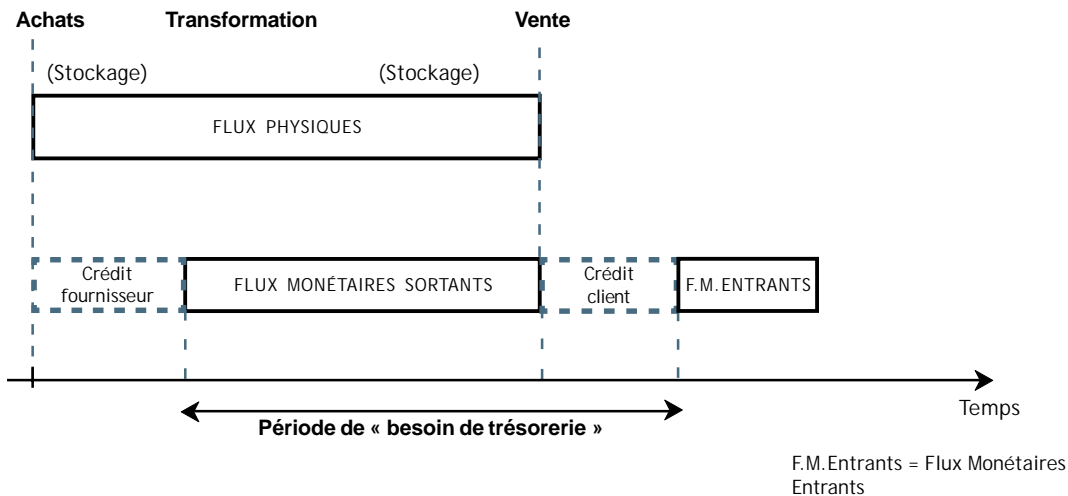 Achats Transformation Vente
(Stockage) (Stockage)
FLUX PHYSIQUES
Crédit
fournisseur
FLUX MONÉTAIRES SORTANTS
Crédit
client
F.M.ENTRANTS
Temps
Période de « besoin de trésorerie »
F.M.Entrants = Flux Monétaires
Entrants